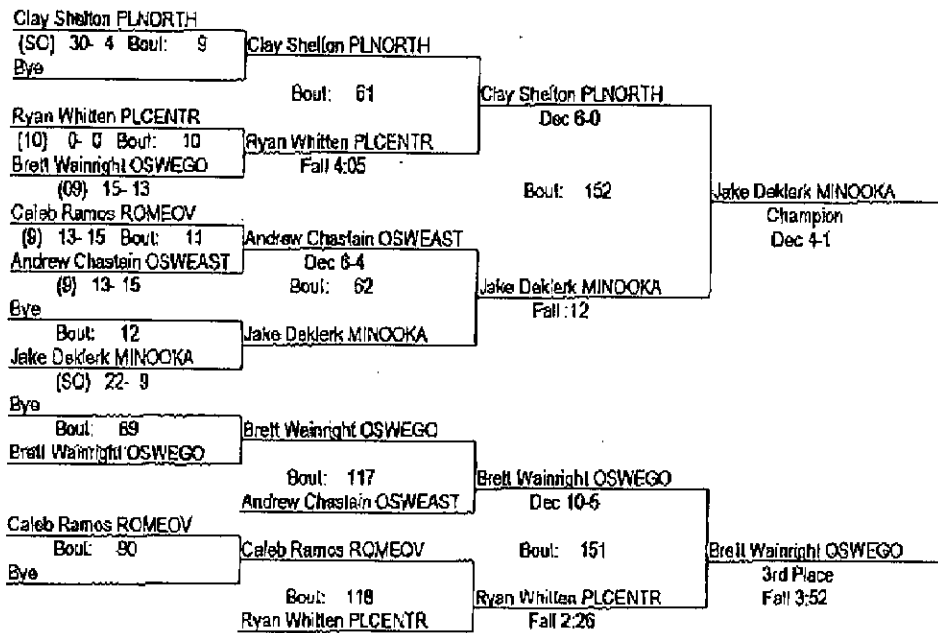 Clay Shelton PLNORTH
(SO) 30- 4 Bout: 9
Bye
Clay Shelton PLNORTH
Bout: 61
Ryan Whitten PLCENTR
(10) 0- 0 Bout: 10
Brett Wainright OSWEGO
(09) 15- 13
Ryan Whitten PLCENTR
Fall 4:05
Clay Shelton PLNORTH
Dec 6-0
Bout: 152
Caleb Ramos ROMEOV
(9) 13- 15 Bout: 11
Andrew Chastain OSWEAST
(9) 13- 15
Andrew Chastain OSWEAST
Dec 6-4
Bout: 62
Bye
Bout: 12
Jake Deklerk MINOOKA
(SO) 22- 9
Jake Deklerk MINOOKA
Jake Deklerk MINOOKA
Fall :12
Jake Deklerk MINOOKA
Champion
Dec 4-1
Bye
Bout: 89
Brett Wainright OSWEGO
Brett Wainright OSWEGO
Bout: 117
Andrew Chastain OSWEAST
Brett Wainright OSWEGO
Dec 10-6
Bout: 151
Caleb Ramos ROMEOV
Bout: 90
Bye
Caleb Ramos ROMEOV
Bout: 118
Ryan Whitten PLCENTR
Ryan Whitten PLCENTR
Fall 2:26
Brett Wainright OSWEGO
3rd Place
Fall 3:52